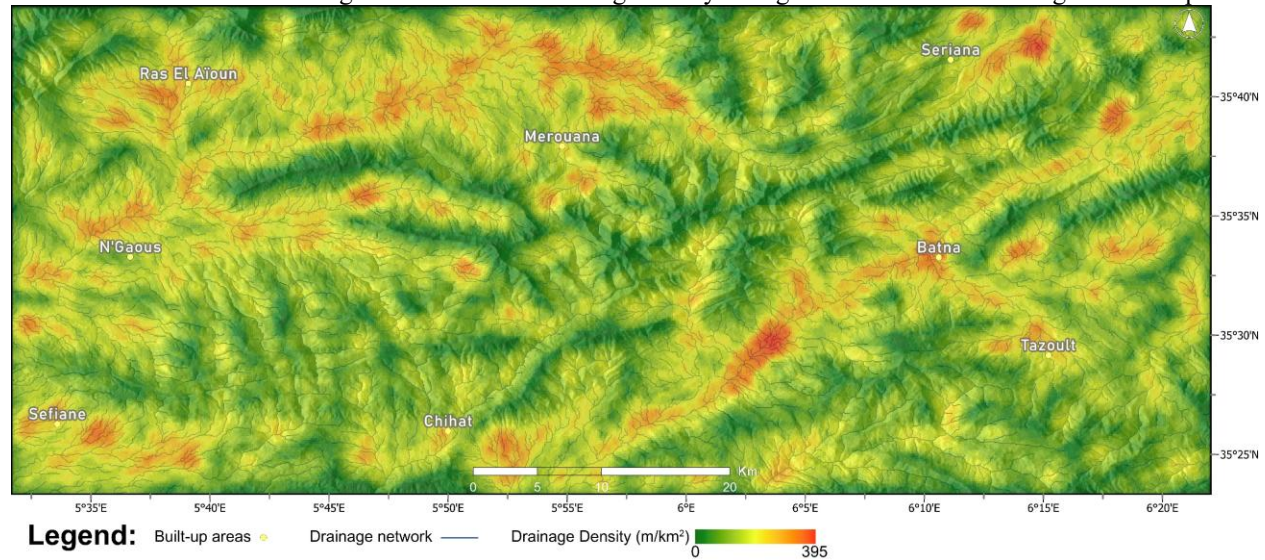 Seriana
Ras El Aïoun
35°40'N
Merouana
35°35'N
N'Gaous
Batna
35°30'N
Tazoult
Sefiane
Chihat
35°25'N
Km
0 5 10 20
5°35'E 5°40'E 5°45'E 5°50'E 5°55'E 6°E 6°5'E 6°10'E 6°15'E 6°20'E
Legend: Built-up areas Drainage network Drainage Density (m/km²)
0 395